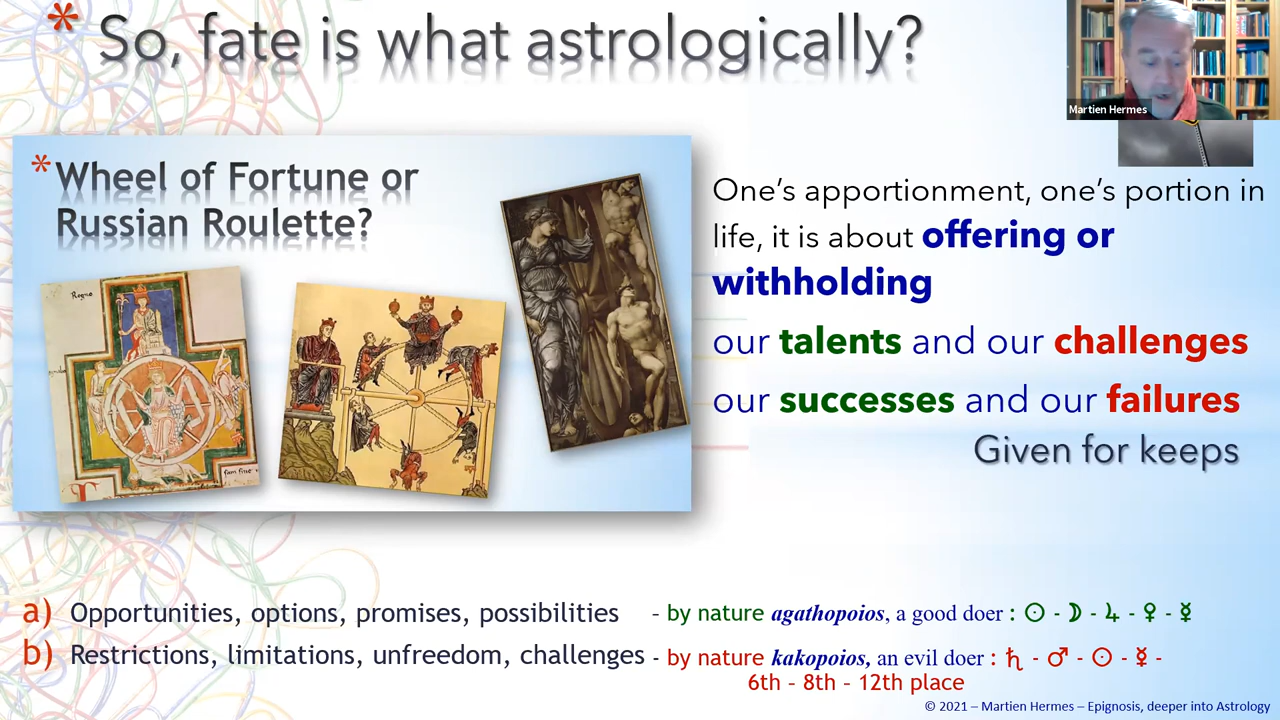 * So, fate is what astrologically?
Martien Hermes
* Wheel of Fortune or
Russian Roulette?
One's apportionment, one's portion in
life, it is about offering or
withholding
our talents and our challenges
our successes and our failures
Given for keeps
a) Opportunities, options, promises, possibilities - by nature agathopoios, a good doer : ☉ - ☽ - ♃ - ♀ - ☿
b) Restrictions, limitations, unfreedom, challenges - by nature kakopoios, an evil doer : ♄ - ♂ - ☉ - ☿ -
6th – 8th – 12th place
© 2021 – Martien Hermes – Epignosis, deeper into Astrology